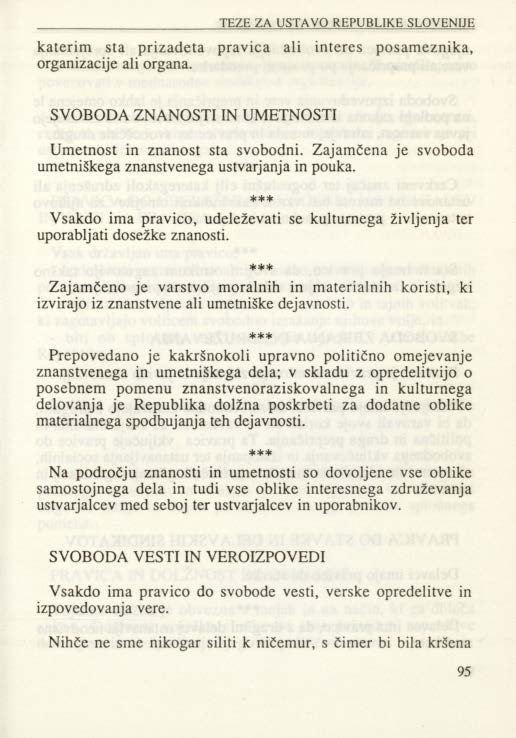 TEZE ZA USTAVO REPUBLIKE SLOVENIJE
katerim sta prizadeta pravica ali interes posameznika,
organizacije ali organa.
SVOBODA ZNANOSTI IN UMETNOSTI
Umetnost in znanost sta svobodni. Zajamčena je svoboda
umetniškega znanstvenega ustvarjanja in pouka.
***
Vsakdo ima pravico, udeleževati se kulturnega življenja ter
uporabljati dosežke znanosti.
***
Zajamčeno je varstvo moralnih in materialnih koristi, ki
izvirajo iz znanstvene ali umetniške dejavnosti.
***
Prepovedano je kakršnokoli upravno politično omejevanje
znanstvenega in umetniškega dela; v skladu z opredelitvijo o
posebnem pomenu znanstvenoraziskovalnega in kulturnega
delovanja je Republika dolžna poskrbeti za dodatne oblike
materialnega spodbujanja teh dejavnosti.
***
Na področju znanosti in umetnosti so dovoljene vse oblike
samostojnega dela in tudi vse oblike interesnega združevanja
ustvarjalcev med seboj ter ustvarjalcev in uporabnikov.
SVOBODA VESTI IN VEROIZPOVEDI
Vsakdo ima pravico do svobode vesti, verske opredelitve in
izpovedovanja vere.
Nihče ne sme nikogar siliti k ničemur, s čimer bi bila kršena
95